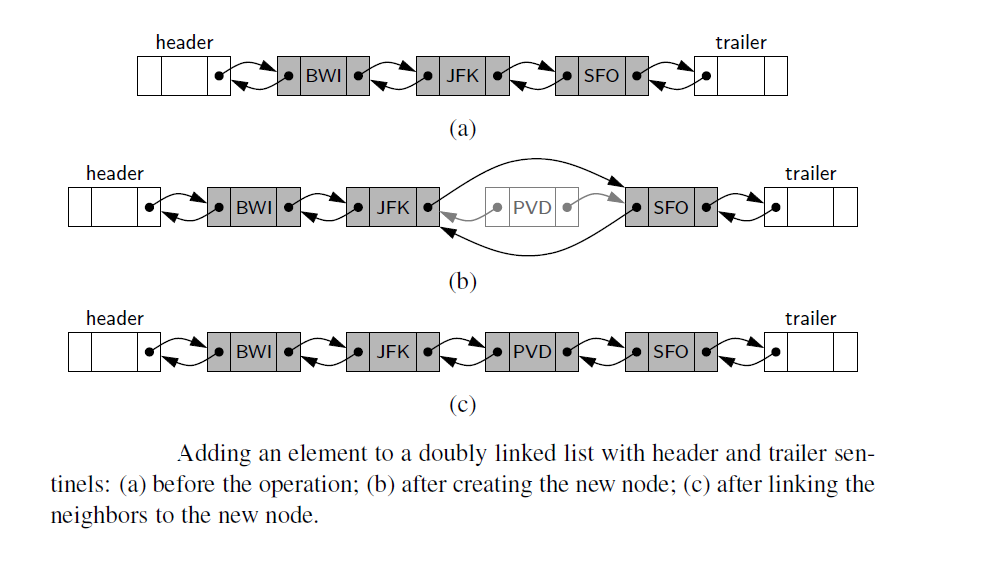 header trailer
BWI JFK SFO
(a)
header trailer
BWI JFK PVD SFO
(b)
header trailer
BWI JFK PVD SFO
(c)
Adding an element to a doubly linked list with header and trailer sen-
tinels: (a) before the operation; (b) after creating the new node; (c) after linking the
neighbors to the new node.